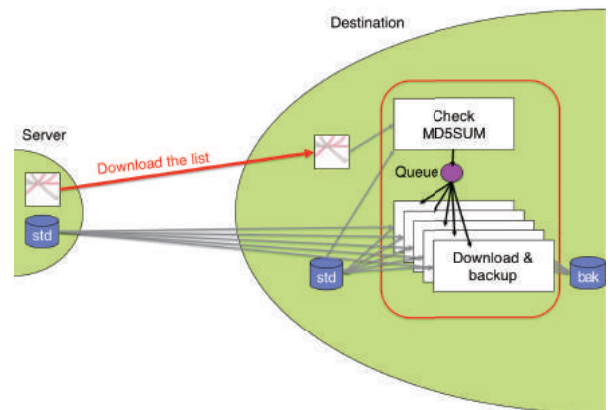 Destination
Server
Download the list
Check
MD5SUM
Queue
std
std
Download &
backup
bak